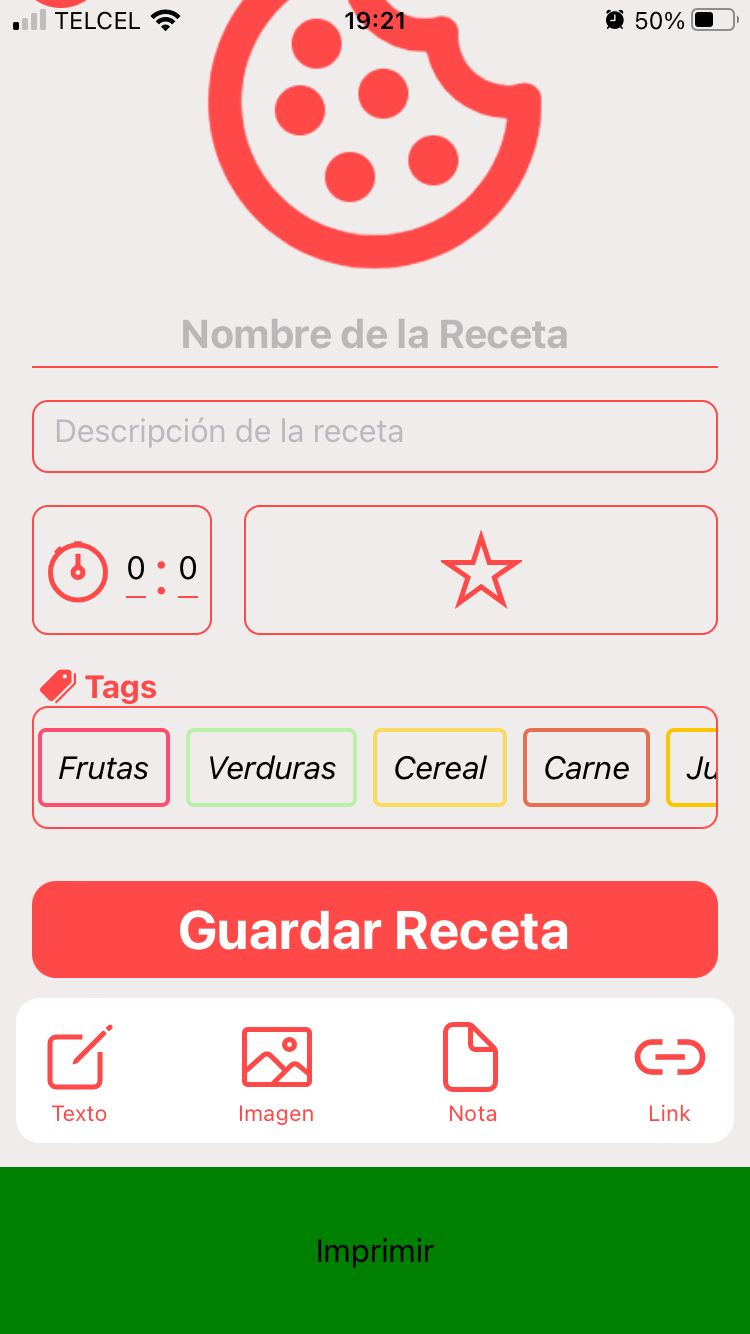 TELCEL 19:21 50%
Nombre de la Receta
Descripción de la receta
0 : 0
Tags
Frutas Verduras Cereal Carne Ju
Guardar Receta
Texto Imagen Nota Link
Imprimir